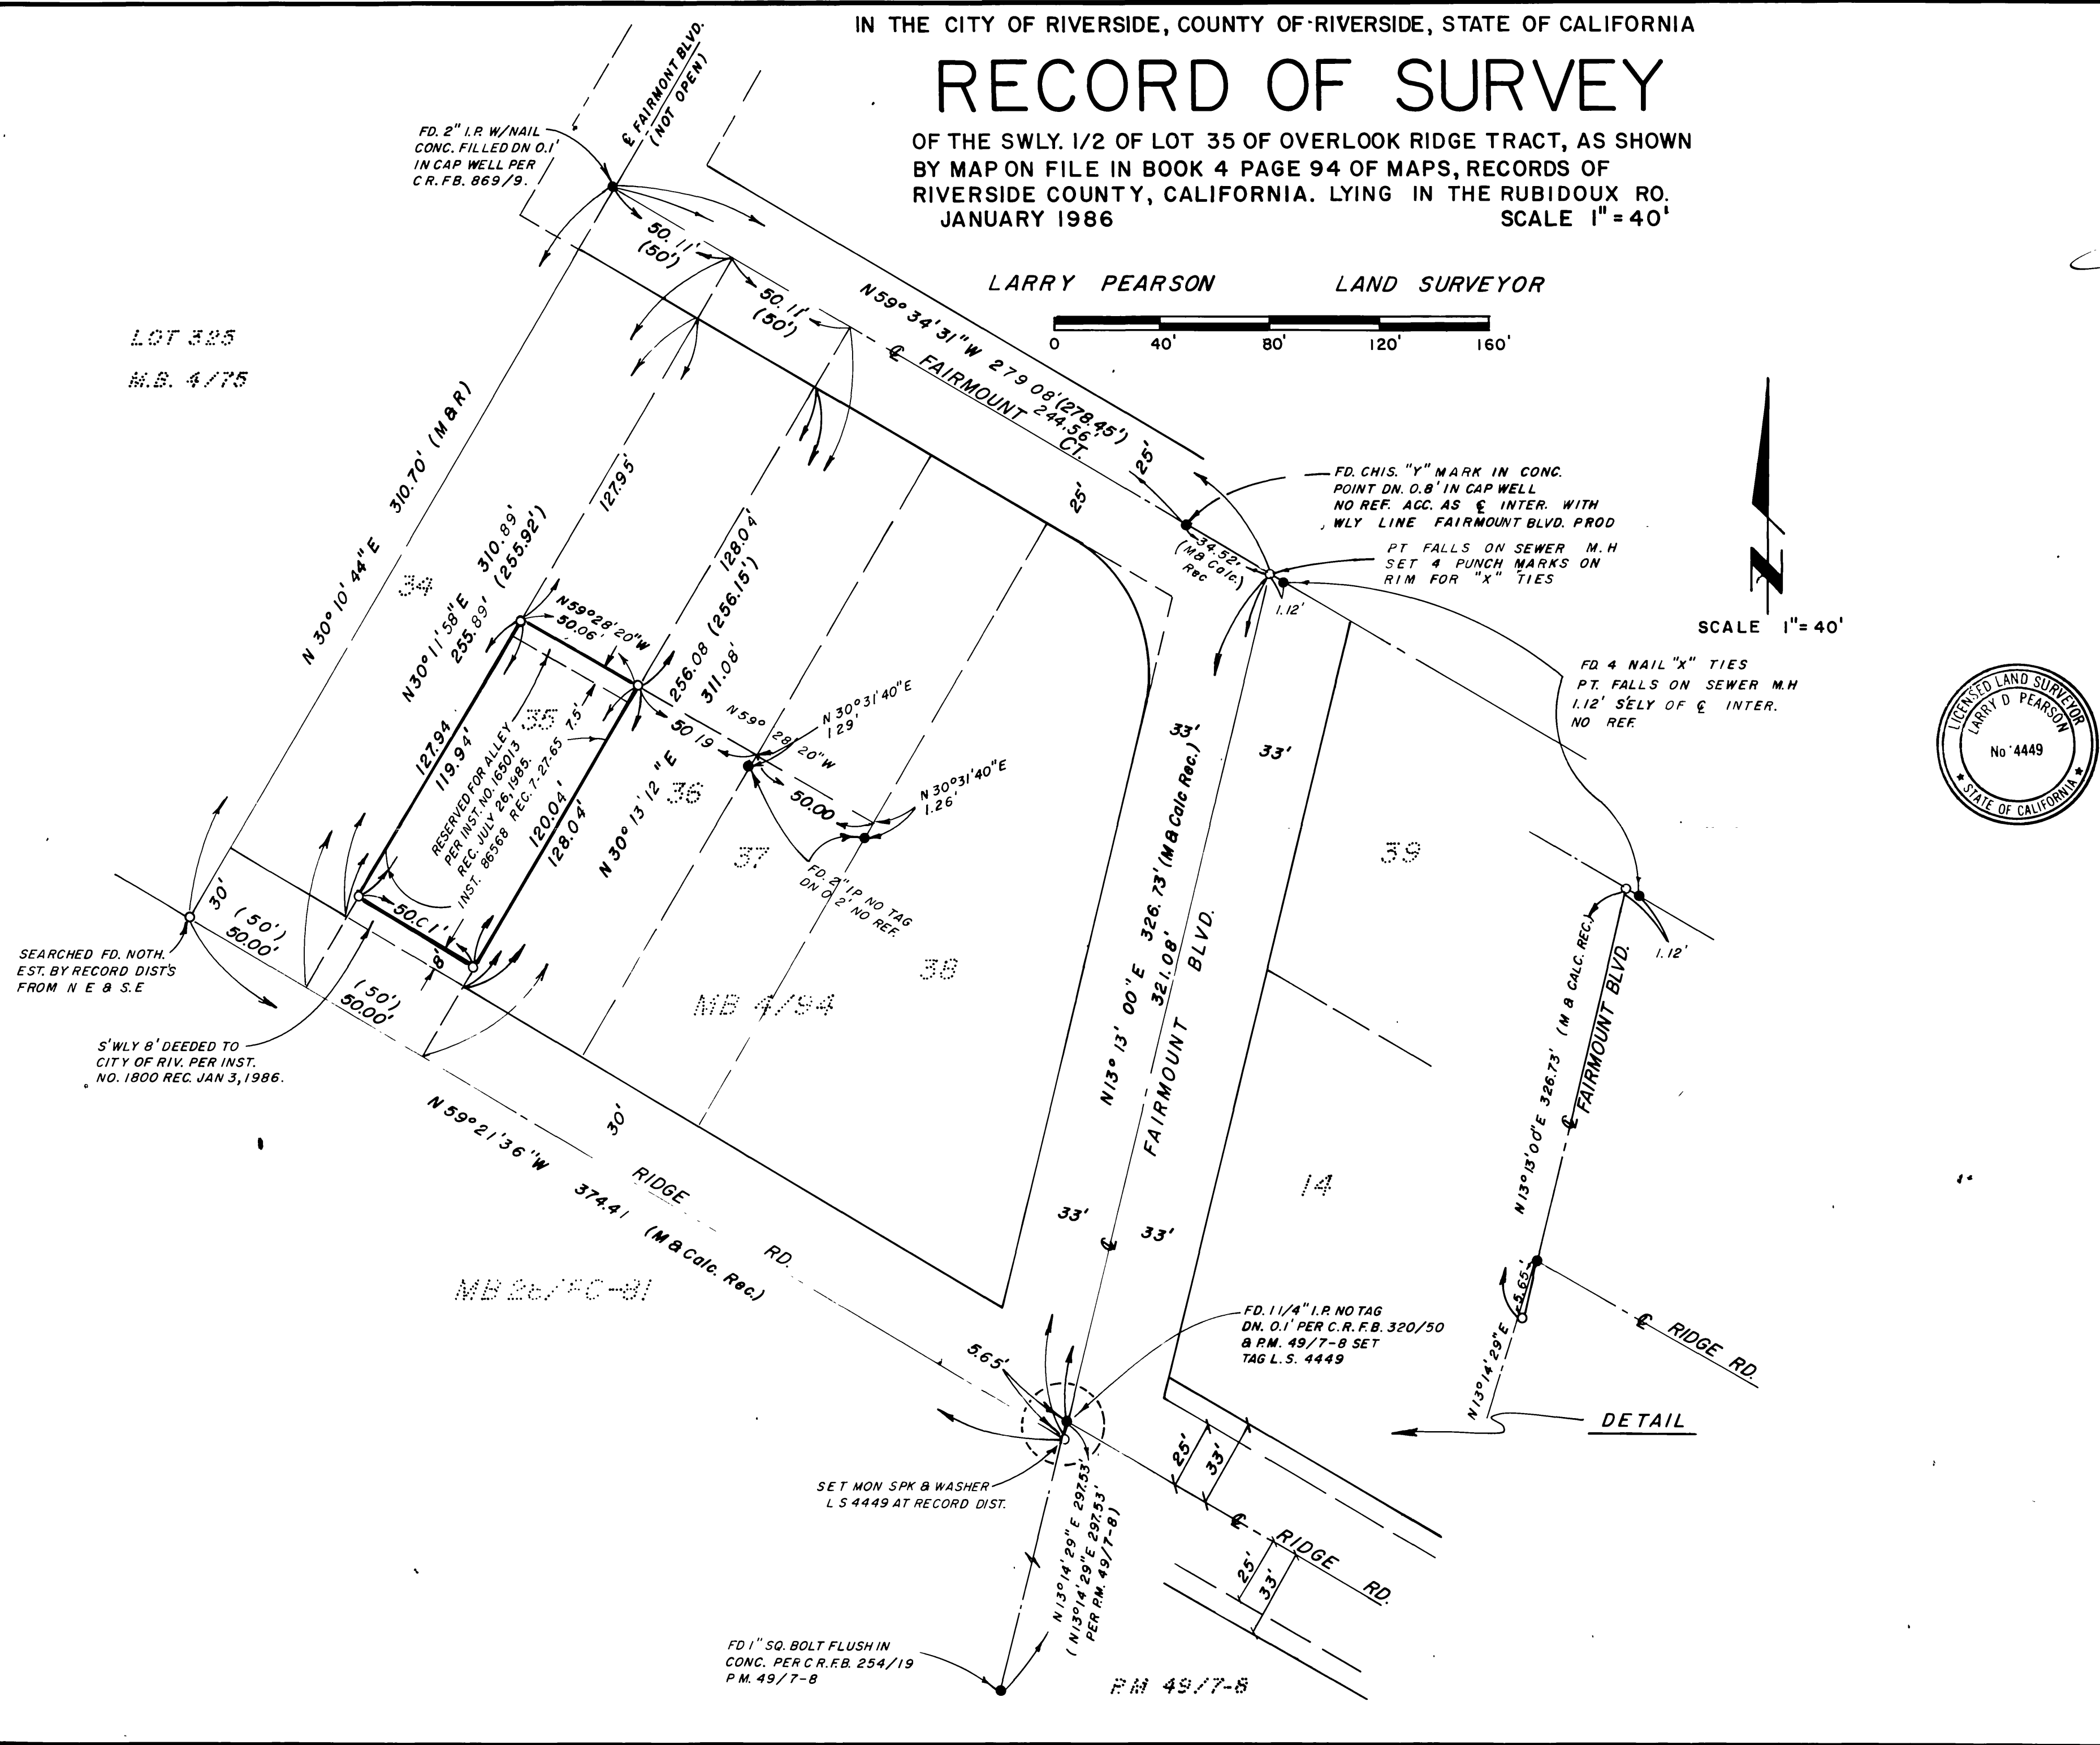 IN THE CITY OF RIVERSIDE, COUNTY OF RIVERSIDE, STATE OF CALIFORNIA
RECORD OF SURVEY
OF THE SWLY. 1/2 OF LOT 35 OF OVERLOOK RIDGE TRACT, AS SHOWN
BY MAP ON FILE IN BOOK 4 PAGE 94 OF MAPS, RECORDS OF
RIVERSIDE COUNTY, CALIFORNIA. LYING IN THE RUBIDOUX RO.
JANUARY 1986 SCALE 1"=40'
LARRY PEARSON LAND SURVEYOR
0 40' 80' 120' 160'
℄ FAIRMONT BLVD.
(NOT OPEN)
FD. 2" I.P. W/NAIL
CONC. FILLED DN 0.1'
IN CAP WELL PER
C R. FB. 869/9.
50.11'
(50')
50.11'
(50')
N59°34'31"W 279 08' (278.45')
244.56'
℄ FAIRMOUNT CT.
25'
25'
LOT 325
M.B. 4/75
FD. CHIS. "Y" MARK IN CONC.
POINT DN. 0.8' IN CAP WELL
NO REF. ACC. AS ℄ INTER. WITH
WLY LINE FAIRMOUNT BLVD. PROD
PT FALLS ON SEWER M.H
SET 4 PUNCH MARKS ON
RIM FOR "X" TIES
34.52'
(M & Calc.)
Rec
1.12'
SCALE 1"=40'
FD. 4 NAIL "X" TIES
PT. FALLS ON SEWER M.H
1.12' S'ELY OF ℄ INTER.
NO REF.
LICENSED LAND SURVEYOR
LARRY D PEARSON
No 4449
STATE OF CALIFORNIA
N 30°10'44"E 310.70' (M&R)
34
N30°11'58"E 310.89'
255.89' (255.92')
127.95'
128.04'
256.08 (256.15')
311.08'
N59°28'20"W
50.06'
127.94
119.94'
35
7.5'
RESERVED FOR ALLEY
PER INST. NO. 165013
REC. JULY 26, 1985.
INST. 86568 REC. 7-27-65
120.04'
128.04'
N 30°13'12"E
36
50 19
N59° 28' 20"W
N 30°31'40"E
1.29'
50.00
N 30°31'40"E
1.26'
37
FD. 2" I.P. NO TAG
DN 0.2' NO REF.
38
MB 4/94
30'
(50')
50.00'
(50')
50.00'
8'
SEARCHED FD. NOTH.
EST. BY RECORD DIST'S
FROM N E & S.E
S'WLY 8' DEEDED TO
CITY OF RIV. PER INST.
NO. 1800 REC. JAN 3, 1986.
N 59°21'36"W 374.41 (M & Calc. Rec.)
30'
RIDGE RD.
33'
33'
N13°13'00"E 326.73' (M & Calc Rec.)
321.08'
FAIRMOUNT BLVD.
33'
℄
33'
39
14
N13°13'00"E 326.73' (M & CALC. REC.)
℄ FAIRMOUNT BLVD.
1.12'
5.65'
N13°14'29"E
℄ RIDGE RD.
DETAIL
FD. 1 1/4" I.P. NO TAG
DN. 0.1' PER C.R.F.B. 320/50
& P.M. 49/7-8 SET
TAG L.S. 4449
5.65'
SET MON SPK & WASHER
L S 4449 AT RECORD DIST.
N13°14'29"E 297.53'
(N13°14'29"E 297.53'
PER P.M. 49/7-8)
25'
33'
℄ RIDGE RD.
25'
33'
FD 1" SQ. BOLT FLUSH IN
CONC. PER C R.F.B. 254/19
P M. 49/7-8
P.M 49/7-8